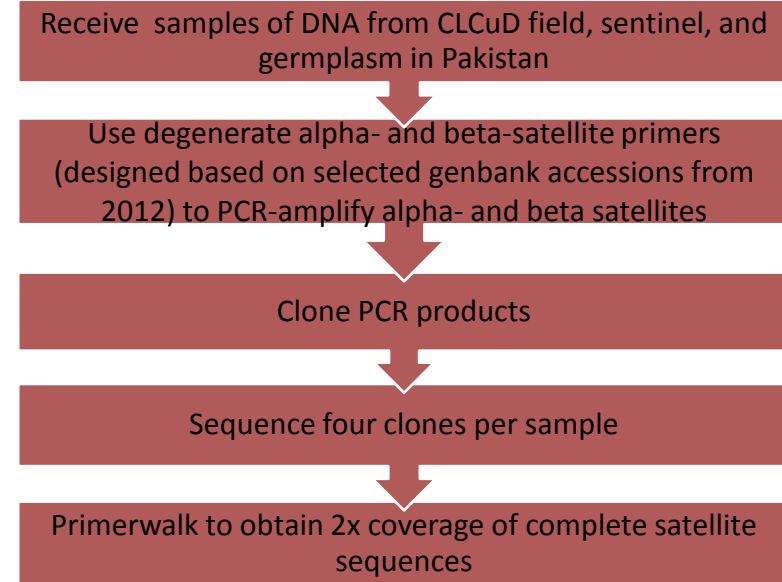 Receive  samples of DNA from CLCuD field, sentinel, and
germplasm in Pakistan
Use degenerate alpha- and beta-satellite primers
(designed based on selected genbank accessions from
2012) to PCR-amplify alpha- and beta satellites
Clone PCR products
Sequence four clones per sample
Primerwalk to obtain 2x coverage of complete satellite
sequences